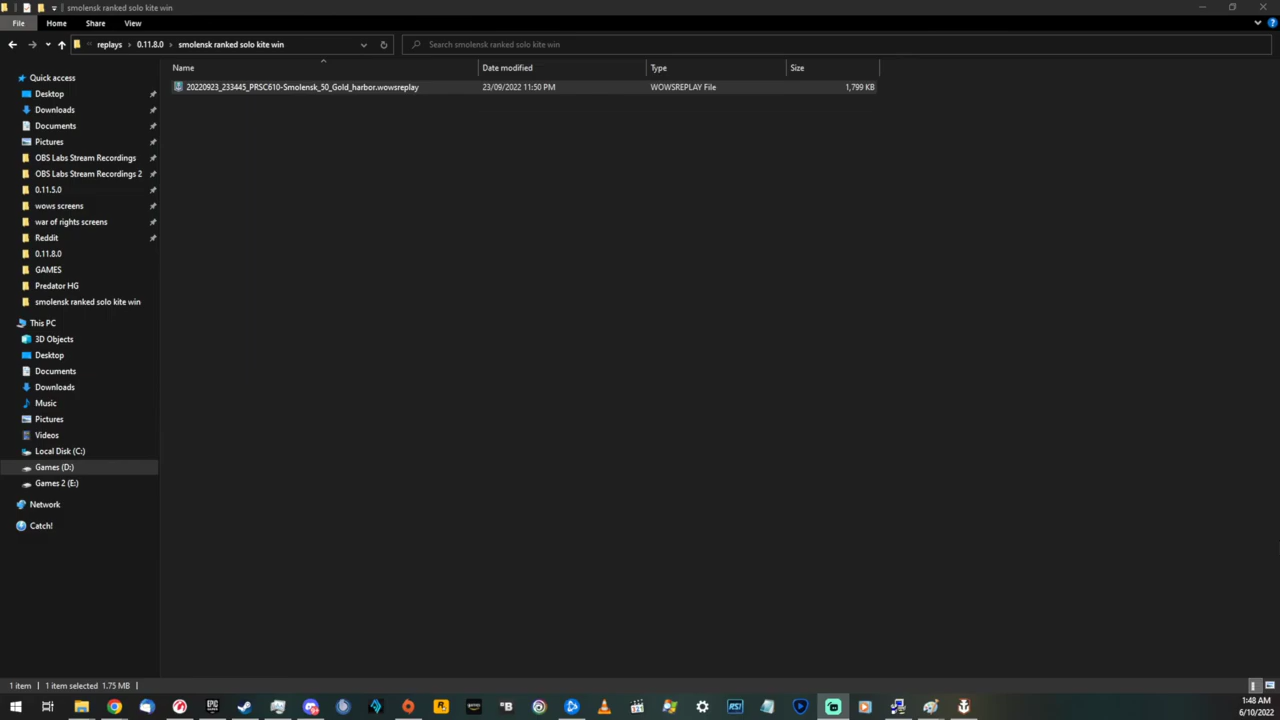 smolensk ranked solo kite win
File Home Share View
replays 0.11.8.0 smolensk ranked solo kite win Search smolensk ranked solo kite win
Name Date modified Type Size
20220923_233445_PRSC610-Smolensk_50_Gold_harbor.wowsreplay 23/09/2022 11:50 PM WOWSREPLAY File 1,799 KB
Quick access
Desktop
Downloads
Documents
Pictures
OBS Labs Stream Recordings
OBS Labs Stream Recordings 2
0.11.5.0
wows screens
war of rights screens
Reddit
0.11.8.0
GAMES
Predator HG
smolensk ranked solo kite win
This PC
3D Objects
Desktop
Documents
Downloads
Music
Pictures
Videos
Local Disk (C:)
Games (D:)
Games 2 (E:)
Network
Catch!
1 item 1 item selected 1.75 MB
EPIC GAMES R B RSI
1:48 AM
6/10/2022